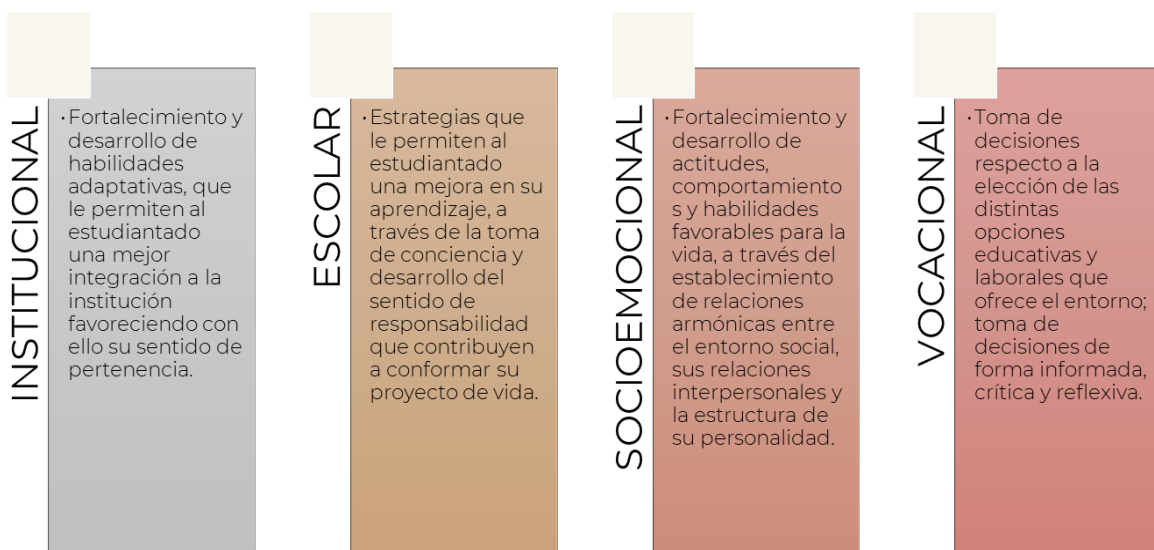 INSTITUCIONAL
·Fortalecimiento y
desarrollo de
habilidades
adaptativas, que
le permiten al
estudiantado
una mejor
integración a la
institución
favoreciendo con
ello su sentido de
pertenencia.
ESCOLAR
·Estrategias que
le permiten al
estudiantado
una mejora en su
aprendizaje, a
través de la toma
de conciencia y
desarrollo del
sentido de
responsabilidad
que contribuyen
a conformar su
proyecto de vida.
SOCIOEMOCIONAL
·Fortalecimiento y
desarrollo de
actitudes,
comportamiento
s y habilidades
favorables para la
vida, a través del
establecimiento
de relaciones
armónicas entre
el entorno social,
sus relaciones
interpersonales y
la estructura de
su personalidad.
VOCACIONAL
·Toma de
decisiones
respecto a la
elección de las
distintas
opciones
educativas y
laborales que
ofrece el entorno;
toma de
decisiones de
forma informada,
crítica y reflexiva.